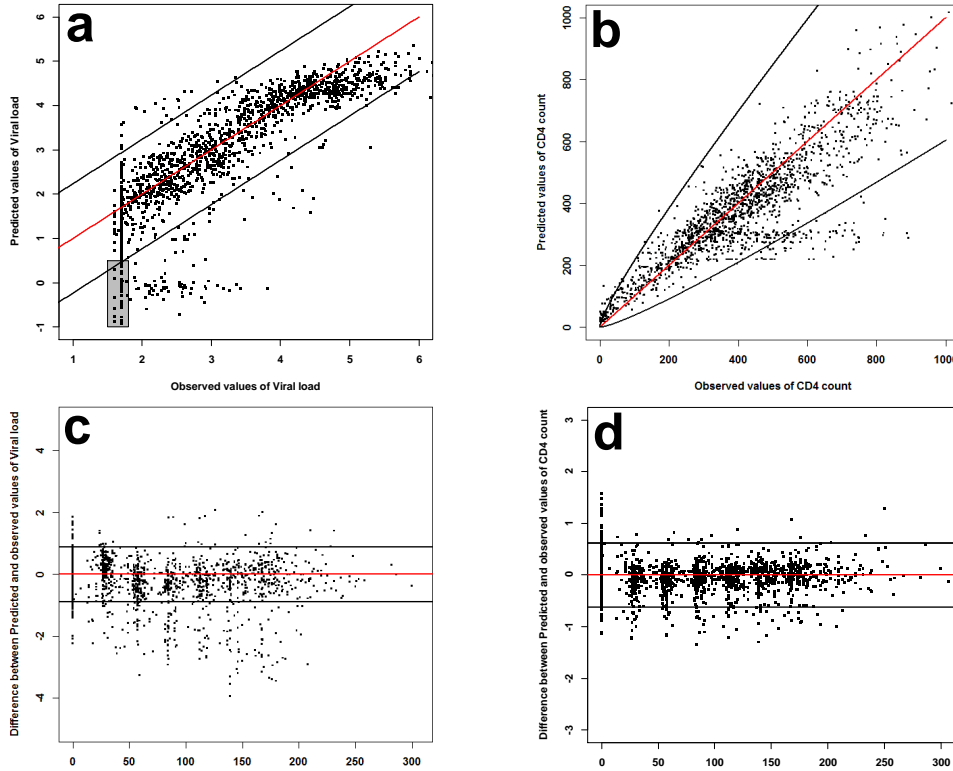 a
Predicted values of Viral load
6
5
4
3
2
1
0
-1
1 2 3 4 5 6
Observed values of Viral load
b
Predicted values of CD4 count
1000
800
600
400
200
0
0 200 400 600 800 1000
Observed values of CD4 count
c
Difference between Predicted and observed values of Viral load
4
2
0
-2
-4
0 50 100 150 200 250 300
d
Difference between Predicted and observed values of CD4 count
3
2
1
0
-1
-2
-3
0 50 100 150 200 250 300